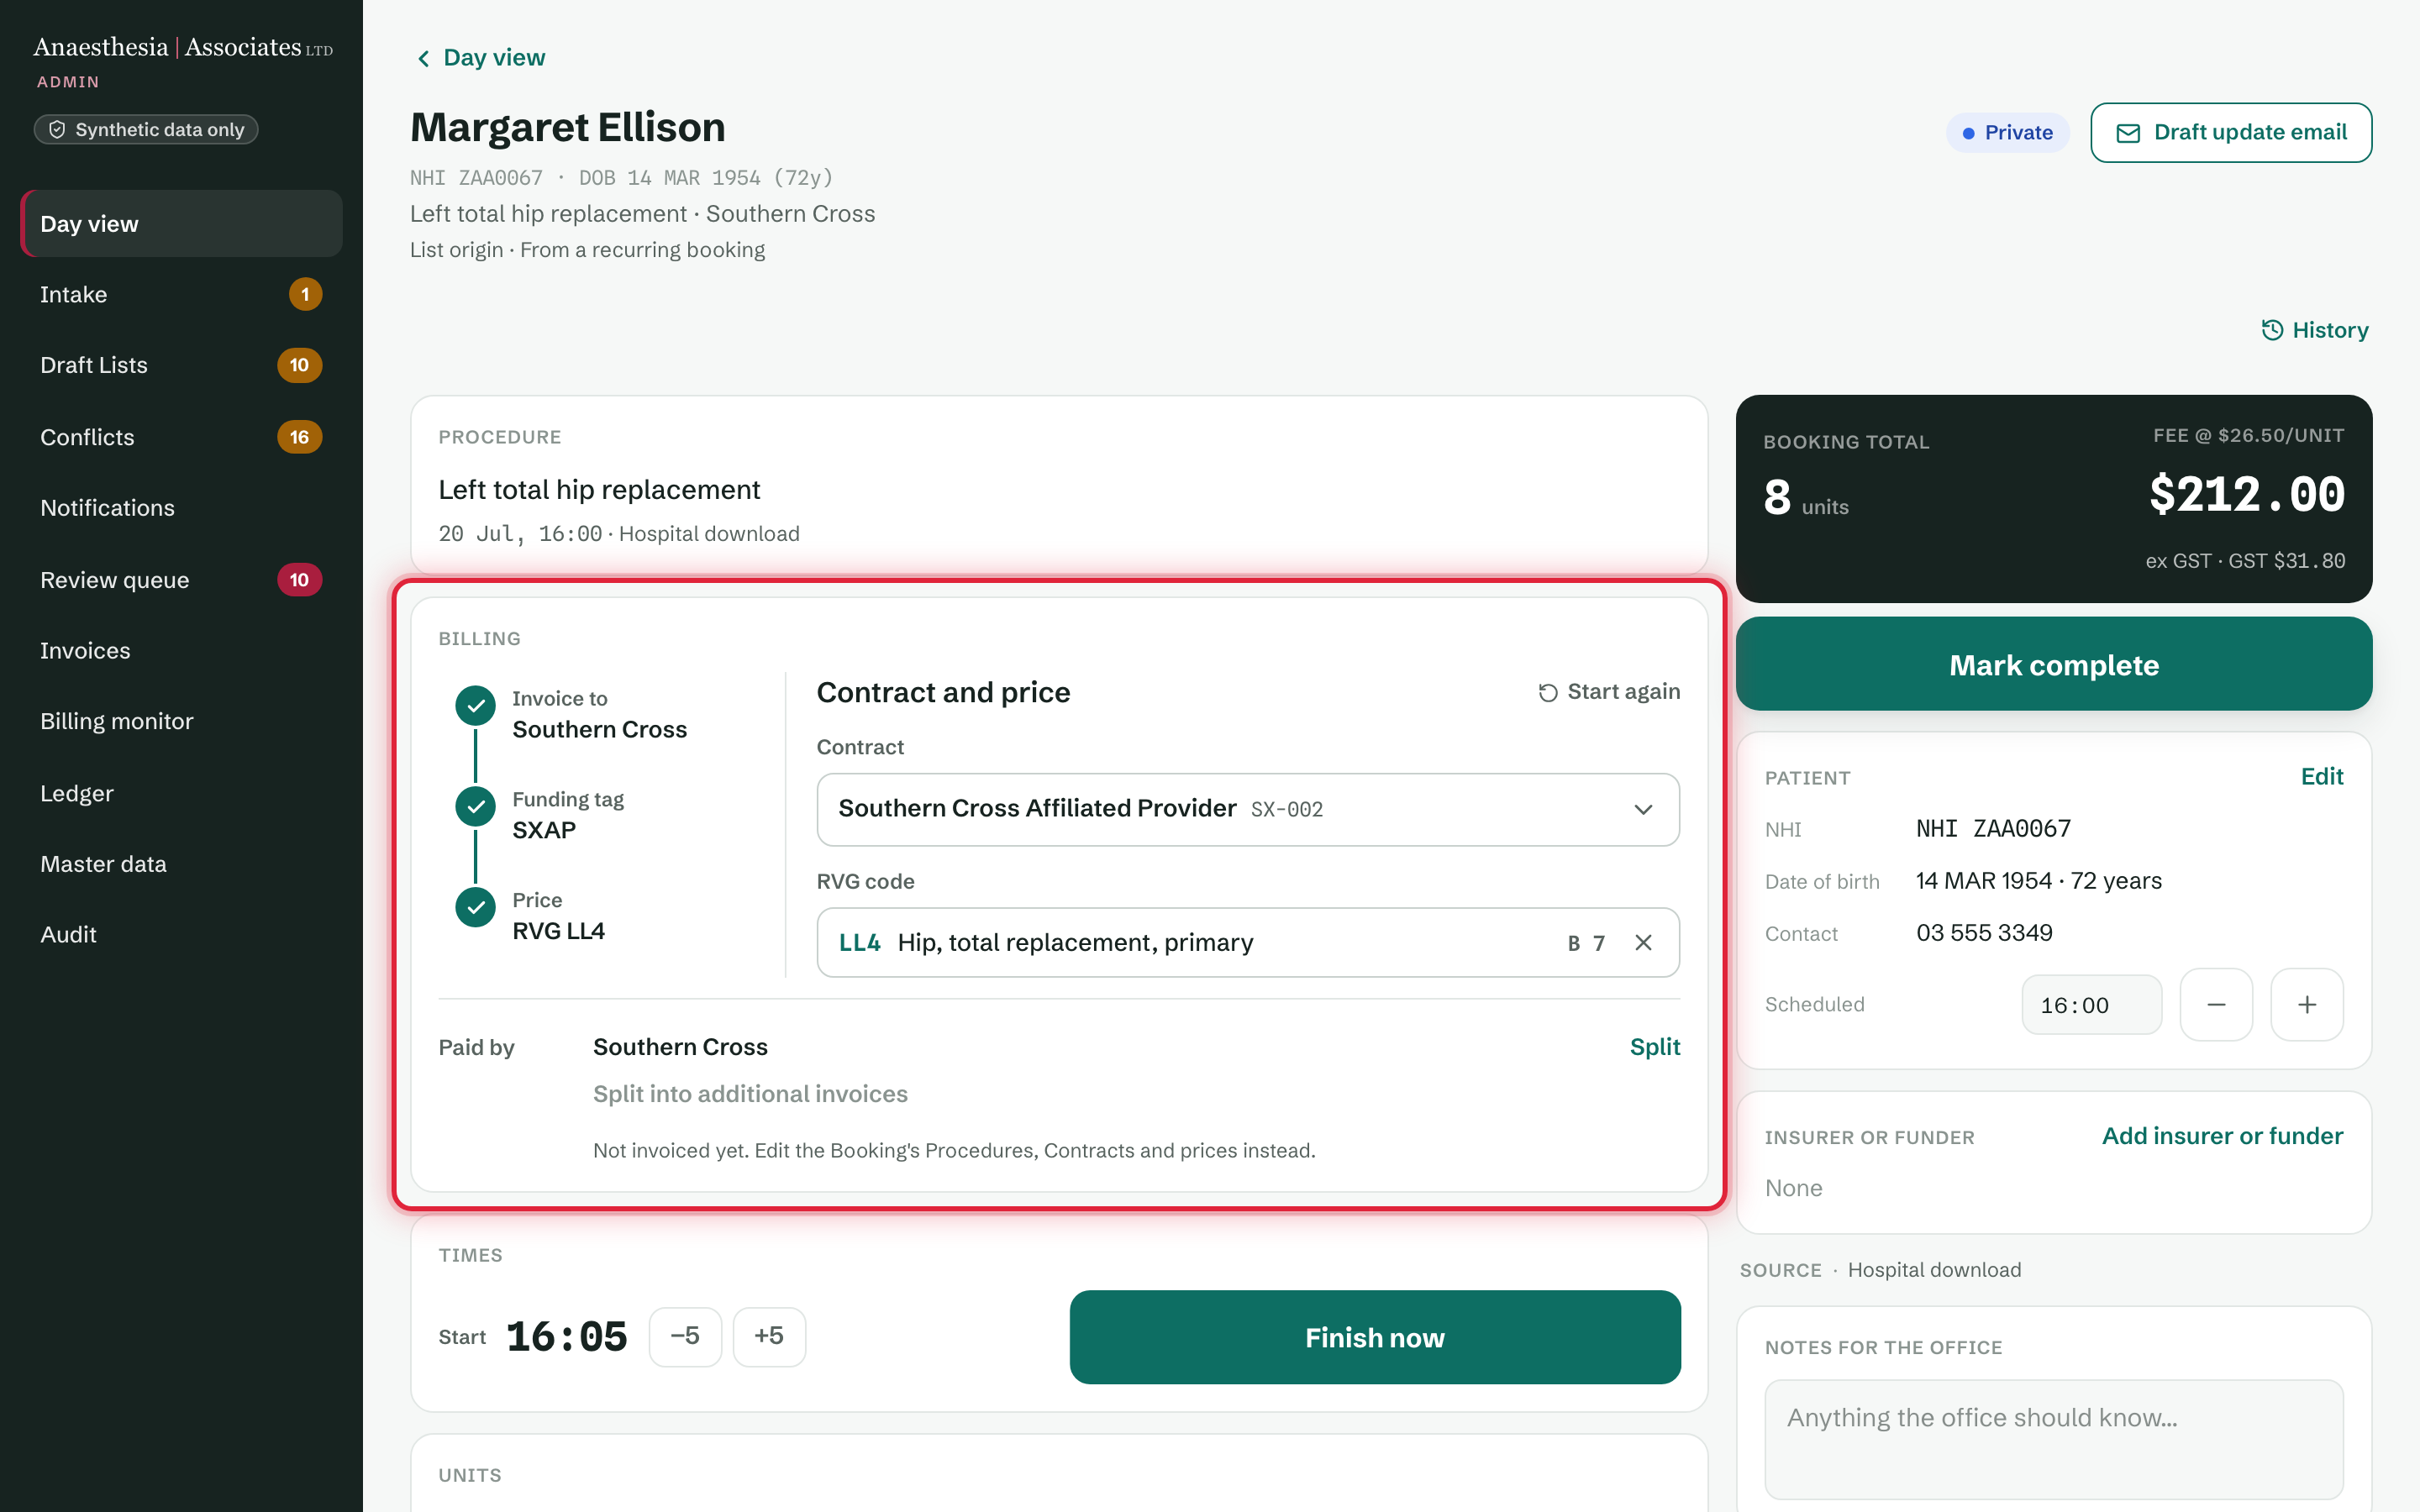 Anaesthesia | Associates LTD
ADMIN
Synthetic data only
Day view
Intake 1
Draft Lists 10
Conflicts 16
Notifications
Review queue 10
Invoices
Billing monitor
Ledger
Master data
Audit
Day view
Margaret Ellison
NHI ZAA0067 · DOB 14 MAR 1954 (72y)
Left total hip replacement · Southern Cross
List origin · From a recurring booking
Private
Draft update email
History
PROCEDURE
Left total hip replacement
20 Jul, 16:00 · Hospital download
BILLING
Invoice to
Southern Cross
Funding tag
SXAP
Price
RVG LL4
Contract and price
Start again
Contract
Southern Cross Affiliated Provider SX-002
RVG code
LL4 Hip, total replacement, primary B 7
Paid by Southern Cross Split
Split into additional invoices
Not invoiced yet. Edit the Booking's Procedures, Contracts and prices instead.
TIMES
Start 16:05 −5 +5
Finish now
UNITS
BOOKING TOTAL
FEE @ $26.50/UNIT
8 units
$212.00
ex GST · GST $31.80
Mark complete
PATIENT Edit
NHI NHI ZAA0067
Date of birth 14 MAR 1954 · 72 years
Contact 03 555 3349
Scheduled 16:00 − +
INSURER OR FUNDER Add insurer or funder
None
SOURCE · Hospital download
NOTES FOR THE OFFICE
Anything the office should know...